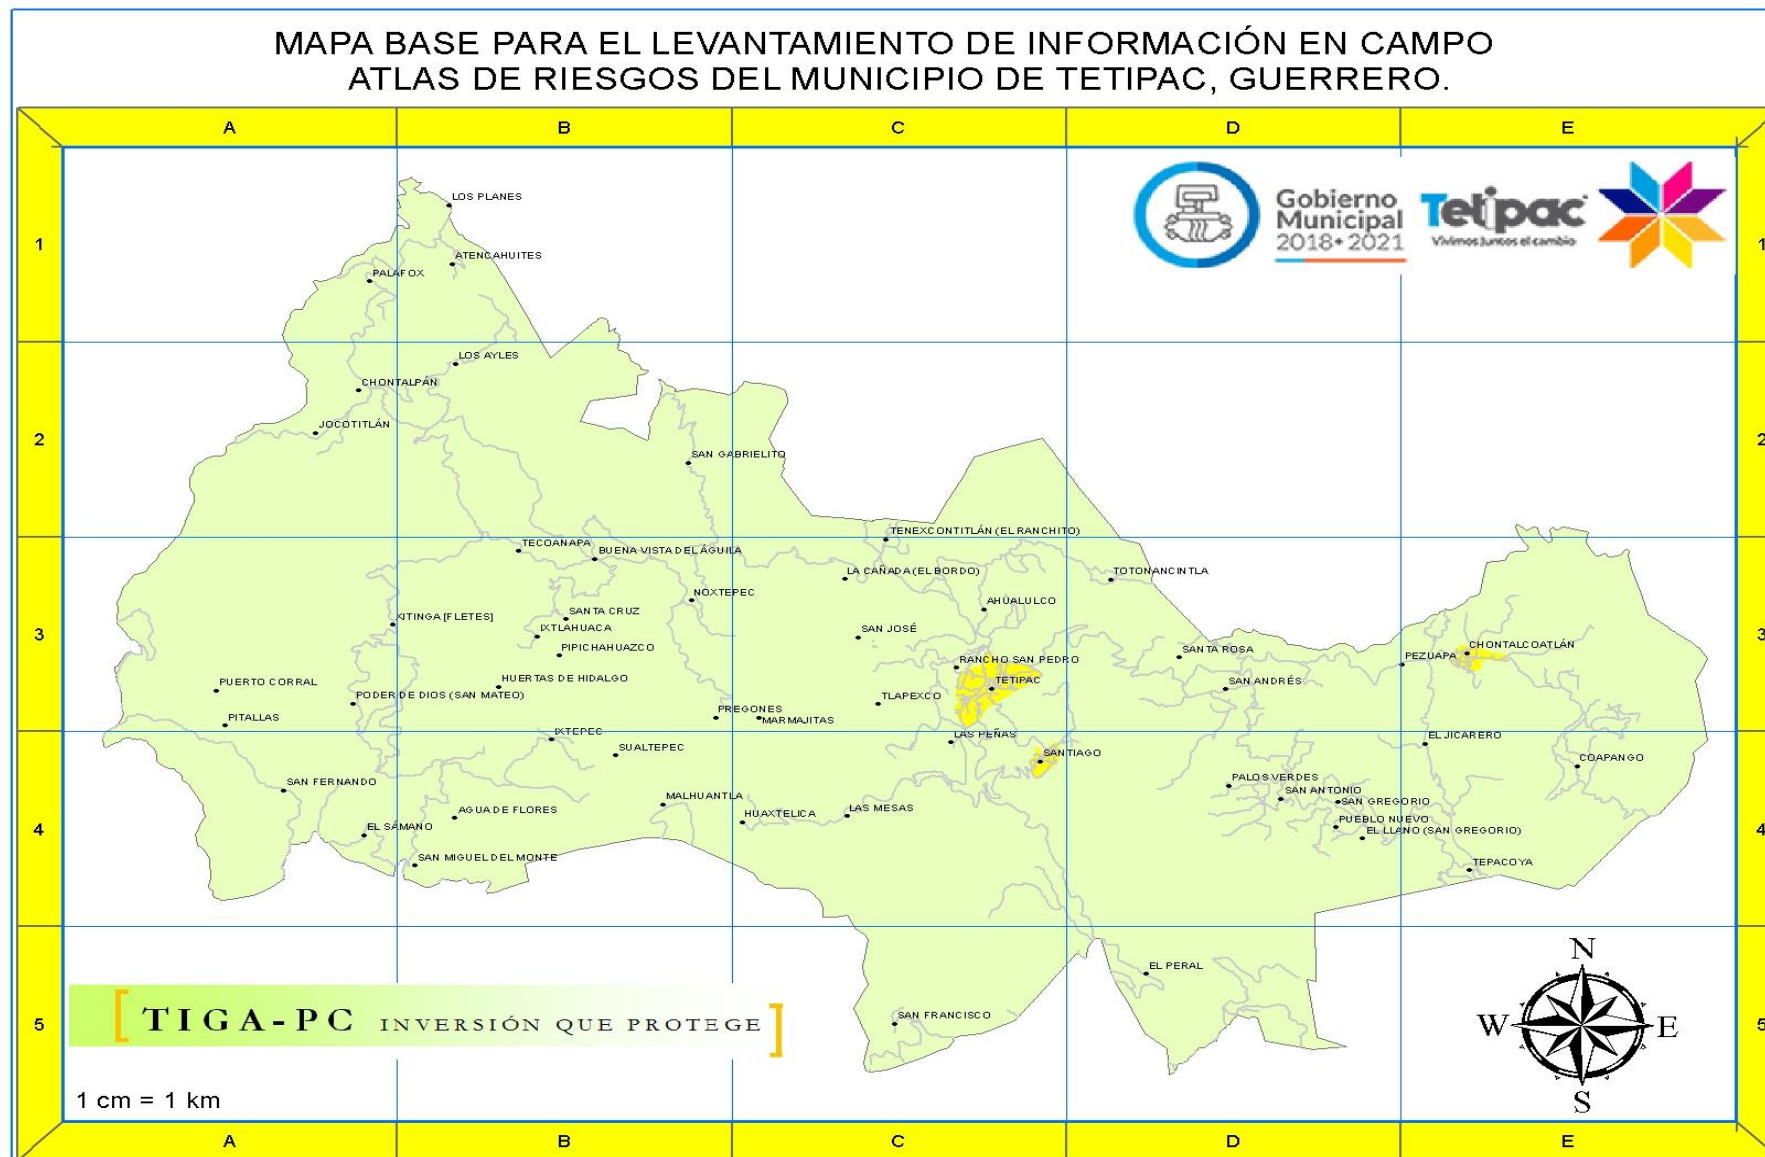 MAPA BASE PARA EL LEVANTAMIENTO DE INFORMACIÓN EN CAMPO
ATLAS DE RIESGOS DEL MUNICIPIO DE TETIPAC, GUERRERO.
A B C D E
1 1
Gobierno
Municipal
2018 • 2021
Tetipac
Vivimos juntos el cambio
LOS PLANES
ATENCAHUITES
PALAFOX
LOS AYLES
CHONTALPÁN
JOCOTITLÁN
2 2
SAN GABRIELITO
TENEXCONTITLÁN (EL RANCHITO)
TECOANAPA
BUENA VISTA DEL ÁGUILA
LA CAÑADA (EL BORDO)
TOTONANCINTLA
NOXTEPEC
AHUALULCO
SANTA CRUZ
XITINGA [FLETES]
SAN JOSÉ
IXTLAHUACA
3 3
PIPICHAHUAZCO
SANTA ROSA
CHONTALCOATLÁN
PEZUAPA
RANCHO SAN PEDRO
HUERTAS DE HIDALGO
TETIPAC
SAN ANDRÉS
PUERTO CORRAL
PODER DE DIOS (SAN MATEO)
TLAPEXCO
PREGONES
PITALLAS
MARMAJITAS
IXTEPEC
LAS PEÑAS
EL JICARERO
SUALTEPEC
SANTIAGO
COAPANGO
SAN FERNANDO
PALOS VERDES
SAN ANTONIO
MALHUANTLA
SAN GREGORIO
AGUA DE FLORES
HUAXTELICA
LAS MESAS
PUEBLO NUEVO
4 4
EL SÁMANO
EL LLANO (SAN GREGORIO)
SAN MIGUEL DEL MONTE
TEPACOYA
EL PERAL
N
SAN FRANCISCO
[TIGA-PC INVERSIÓN QUE PROTEGE]
5 5
W E
S
1 cm = 1 km
A B C D E